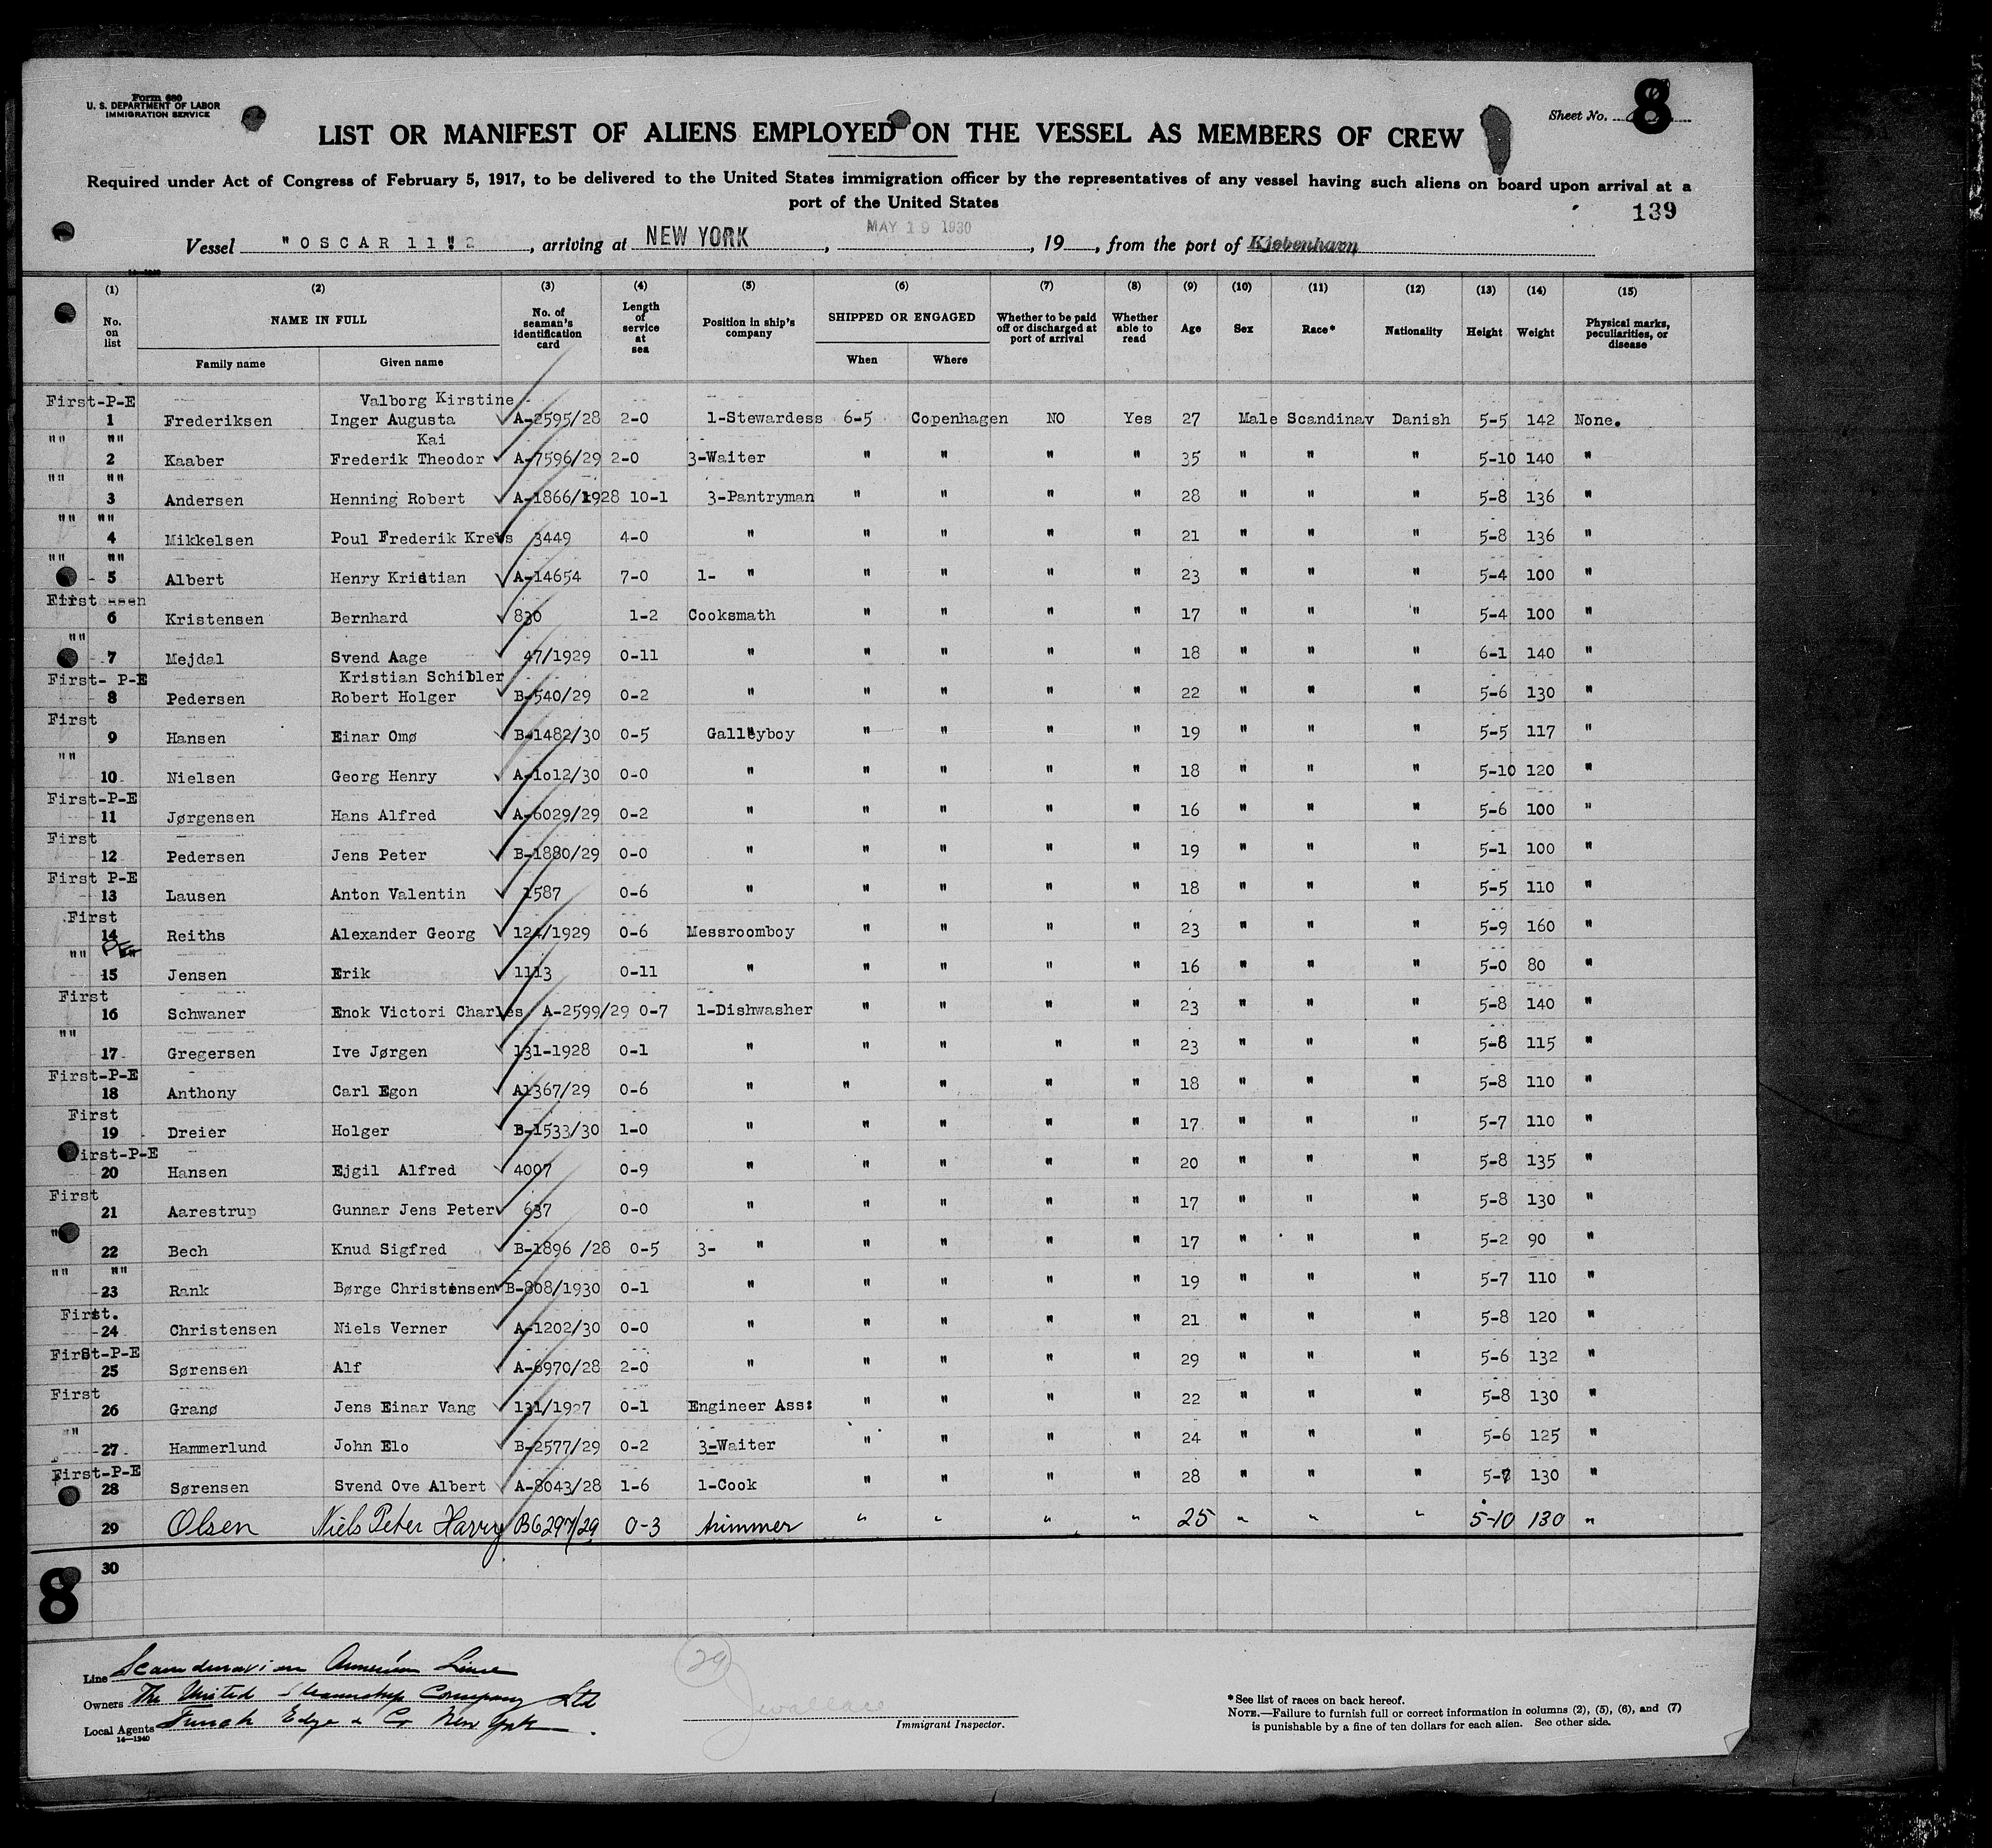 Form 680
U. S. DEPARTMENT OF LABOR
IMMIGRATION SERVICE
Sheet No. 8
LIST OR MANIFEST OF ALIENS EMPLOYED ON THE VESSEL AS MEMBERS OF CREW
Required under Act of Congress of February 5, 1917, to be delivered to the United States immigration officer by the representatives of any vessel having such aliens on board upon arrival at a
port of the United States
139
Vessel "OSCAR 11" 2, arriving at NEW YORK, MAY 19 1930, 19 , from the port of Kjøbenhavn
14—1240
(1) (2) (3) (4) (5) (6) (7) (8) (9) (10) (11) (12) (13) (14) (15)
No. on list NAME IN FULL Family name Given name No. of seaman's identification card Length of service at sea Position in ship's company SHIPPED OR ENGAGED When Where Whether to be paid off or discharged at port of arrival Whether able to read Age Sex Race* Nationality Height Weight Physical marks, peculiarities, or disease
First-P-E Valborg Kirstine
1 Frederiksen Inger Augusta A-2595/28 2-0 1-Stewardess 6-5 Copenhagen NO Yes 27 Male Scandinav Danish 5-5 142 None.
"" "" Kai
2 Kaaber Frederik Theodor A-7596/29 2-0 3-Waiter " " " " 35 " " " 5-10 140 "
"" ""
3 Andersen Henning Robert A-1866/1928 10-1 3-Pantryman " " " " 28 " " " 5-8 136 "
"" ""
4 Mikkelsen Poul Frederik Krevs 3449 4-0 " " " " " 21 " " " 5-8 136 "
"" ""
5 Albert Henry Kristian A-14654 7-0 1- " " " " " 23 " " " 5-4 100 "
First
6 Kristensen Bernhard 830 1-2 Cooksmath " " " " 17 " " " 5-4 100 "
""
7 Mejdal Svend Aage 47/1929 0-11 " " " " " 18 " " " 6-1 140 "
First- P-E Kristian Schibler
8 Pedersen Robert Holger B-540/29 0-2 " " " " " 22 " " " 5-6 130 "
First
9 Hansen Einar Omø B-1482/30 0-5 Galleyboy " " " " 19 " " " 5-5 117 "
""
10 Nielsen Georg Henry A-1012/30 0-0 " " " " " 18 " " " 5-10 120 "
First-P-E
11 Jørgensen Hans Alfred A-6029/29 0-2 " " " " " 16 " " " 5-6 100 "
First
12 Pedersen Jens Peter B-1880/29 0-0 " " " " " 19 " " " 5-1 100 "
First P-E
13 Lausen Anton Valentin 1587 0-6 " " " " " 18 " " " 5-5 110 "
First
14 Reiths Alexander Georg 124/1929 0-6 Messroomboy " " " " 23 " " " 5-9 160 "
"" PE
15 Jensen Erik 1113 0-11 " " " " " 16 " " " 5-0 80 "
First
16 Schwaner Enok Victori Charles A-2599/29 0-7 1-Dishwasher " " " " 23 " " " 5-8 140 "
""
17 Gregersen Ive Jørgen 131-1928 0-1 " " " " " 23 " " " 5-8 115 "
First-P-E
18 Anthony Carl Egon A1367/29 0-6 " " " " " 18 " " " 5-8 110 "
First
19 Dreier Holger B-1533/30 1-0 " " " " " 17 " " " 5-7 110 "
First-P-E
20 Hansen Ejgil Alfred 4007 0-9 " " " " " 20 " " " 5-8 135 "
First
21 Aarestrup Gunnar Jens Peter 637 0-0 " " " " " 17 " " " 5-8 130 "
"
22 Bech Knud Sigfred B-1896 /28 0-5 3- " " " " " 17 " " " 5-2 90 "
"" ""
23 Rank Børge Christensen B-808/1930 0-1 " " " " " 19 " " " 5-7 110 "
First.
24 Christensen Niels Verner A-1202/30 0-0 " " " " " 21 " " " 5-8 120 "
First-P-E
25 Sørensen Alf A-6970/28 2-0 " " " " " 29 " " " 5-6 132 "
First
26 Granø Jens Einar Vang 131/1927 0-1 Engineer Ass: " " " " 22 " " " 5-8 130 "
""
27 Hammerlund John Elo B-2577/29 0-2 3-Waiter " " " " 24 " " " 5-6 125 "
First-P-E
28 Sørensen Svend Ove Albert A-8043/28 1-6 1-Cook " " " " 28 " " " 5-7 130 "
29 Olsen Niels Peter Harry B6297/29 0-3 trimmer " " " " 25 " " " 5-10 130 "
30
8
Line Scandinavian American Line
Owners The United Steamship Company Ltd
Local Agents Funch Edye & Co New York
14—1240
29
Jwallace
Immigrant Inspector.
*See list of races on back hereof.
NOTE.—Failure to furnish full or correct information in columns (2), (5), (6), and (7)
is punishable by a fine of ten dollars for each alien. See other side.